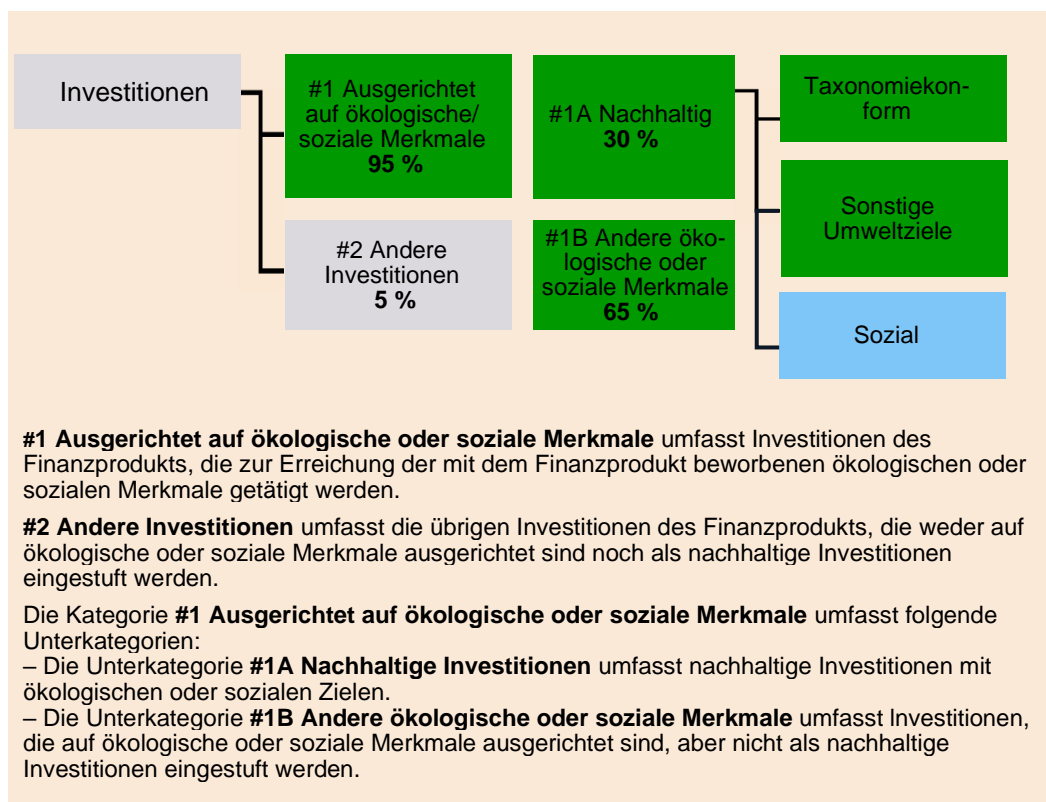 Investitionen
#1 Ausgerichtet
auf ökologische/
soziale Merkmale
95 %
#2 Andere
Investitionen
5 %
#1A Nachhaltig
30 %
#1B Andere öko-
logische oder
soziale Merkmale
65 %
Taxonomiekon-
form
Sonstige
Umweltziele
Sozial
#1 Ausgerichtet auf ökologische oder soziale Merkmale umfasst Investitionen des
Finanzprodukts, die zur Erreichung der mit dem Finanzprodukt beworbenen ökologischen oder
sozialen Merkmale getätigt werden.
#2 Andere Investitionen umfasst die übrigen Investitionen des Finanzprodukts, die weder auf
ökologische oder soziale Merkmale ausgerichtet sind noch als nachhaltige Investitionen
eingestuft werden.
Die Kategorie #1 Ausgerichtet auf ökologische oder soziale Merkmale umfasst folgende
Unterkategorien:
– Die Unterkategorie #1A Nachhaltige Investitionen umfasst nachhaltige Investitionen mit
ökologischen oder sozialen Zielen.
– Die Unterkategorie #1B Andere ökologische oder soziale Merkmale umfasst Investitionen,
die auf ökologische oder soziale Merkmale ausgerichtet sind, aber nicht als nachhaltige
Investitionen eingestuft werden.